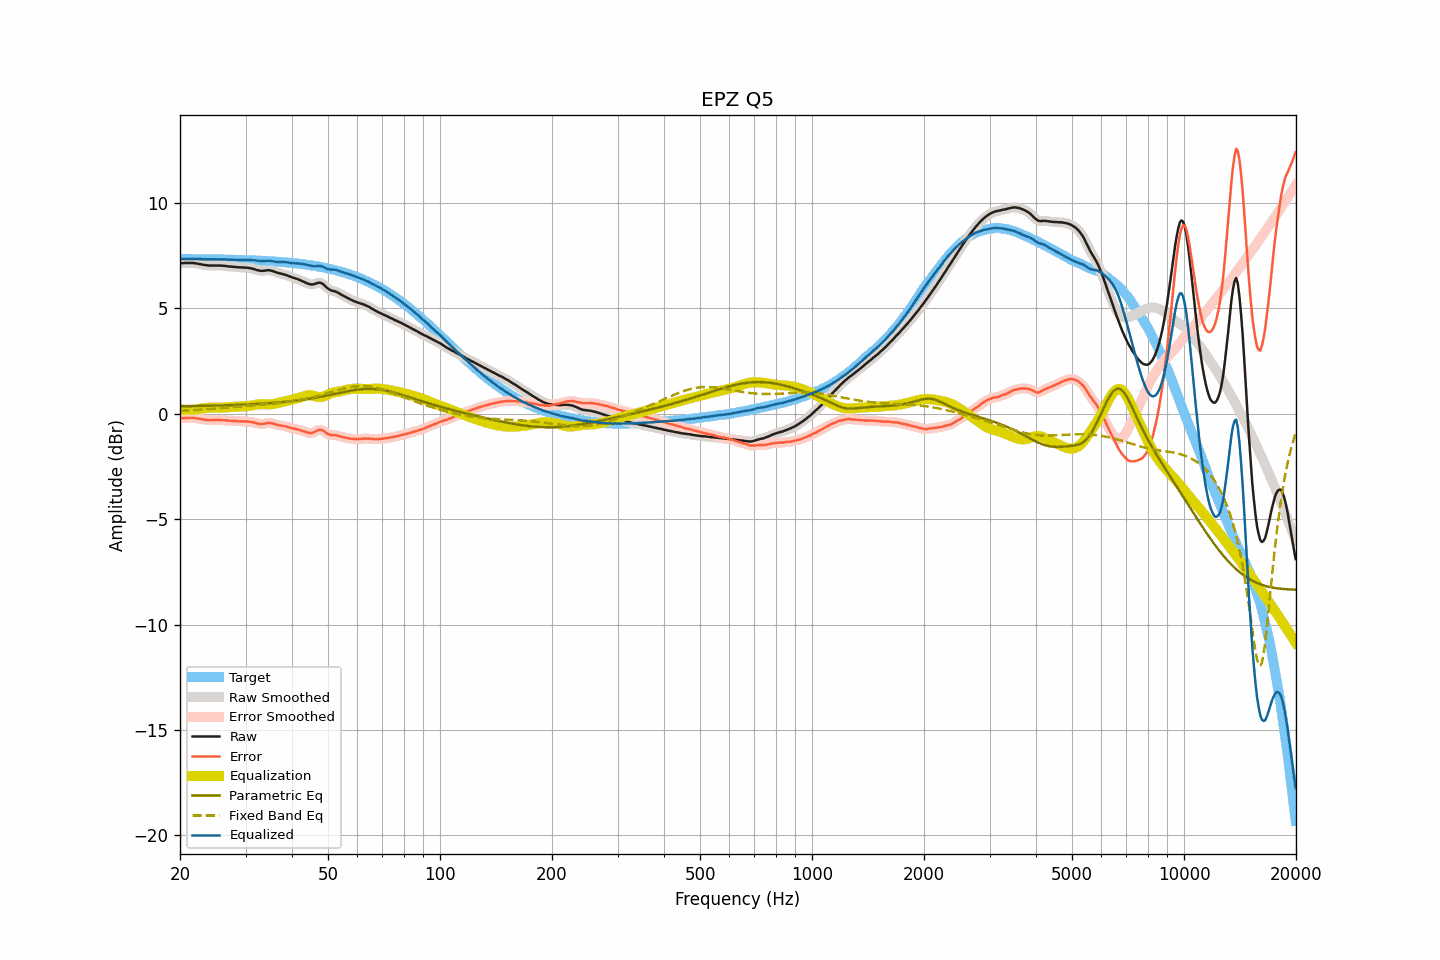 EPZ Q5
10
5
0
−5
−10
−15
−20
Amplitude (dBr)
Target
Raw Smoothed
Error Smoothed
Raw
Error
Equalization
Parametric Eq
Fixed Band Eq
Equalized
20 50 100 200 500 1000 2000 5000 10000 20000
Frequency (Hz)